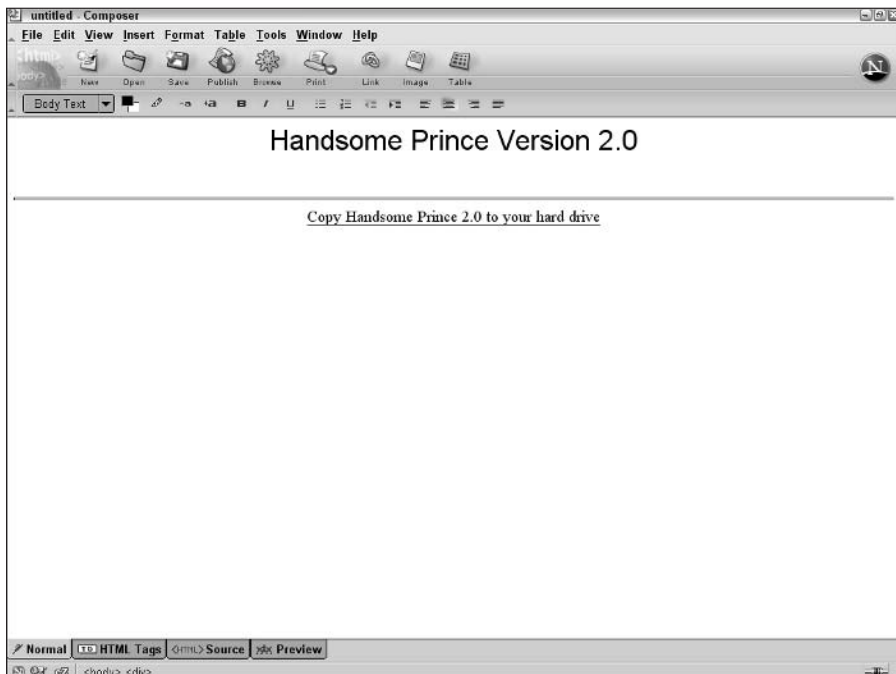 untitled - Composer
File Edit View Insert Format Table Tools Window Help
New Open Save Publish Browse Print Link Image Table
N
Body Text
-a +a B I U
Handsome Prince Version 2.0
Copy Handsome Prince 2.0 to your hard drive
Normal TD HTML Tags <HTML> Source Preview
<body> <div>